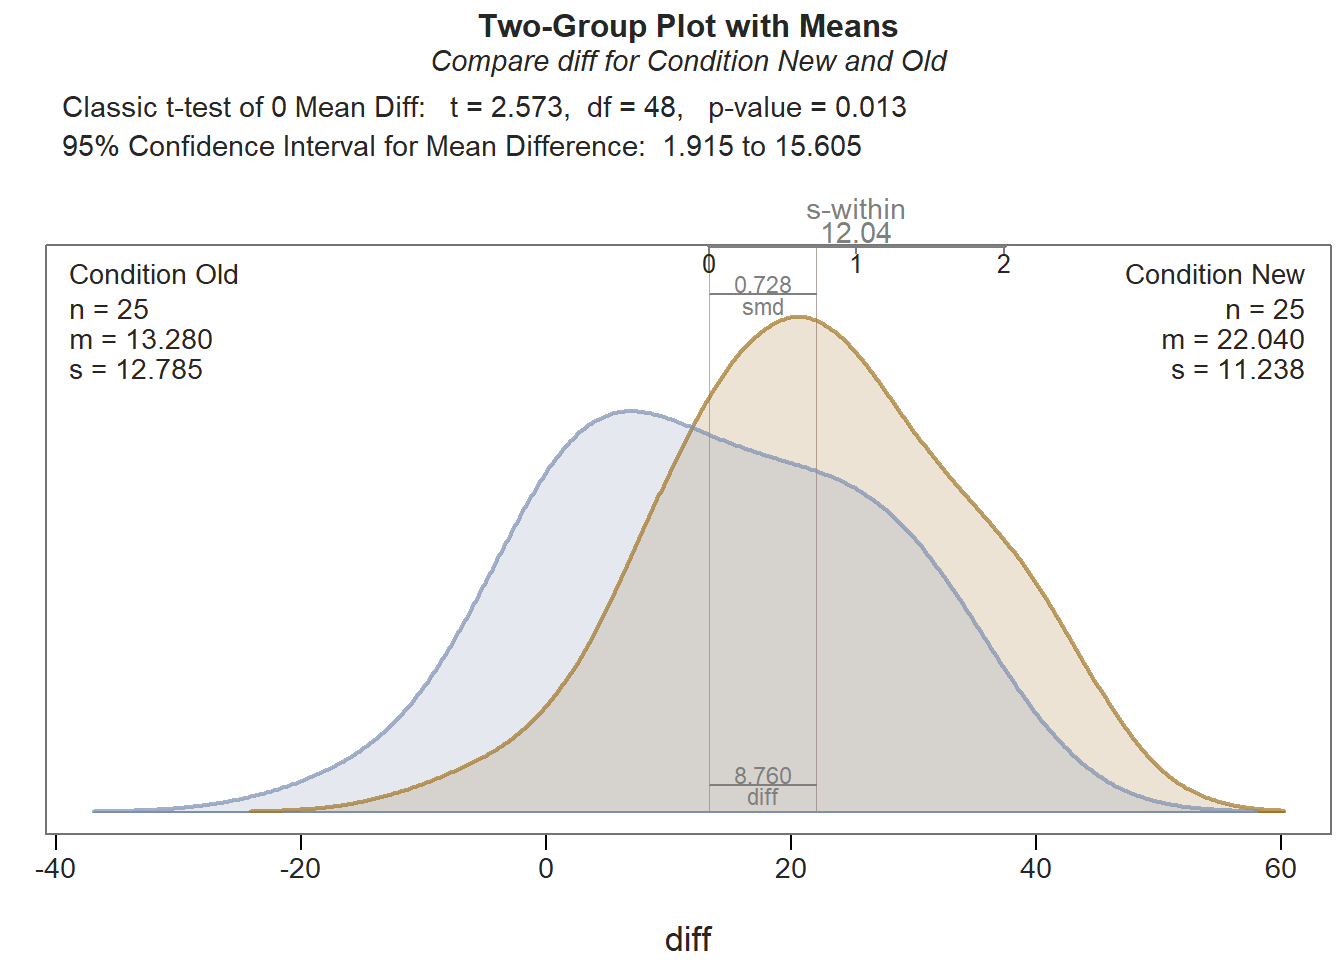 Two-Group Plot with Means
Compare diff for Condition New and Old
Classic t-test of 0 Mean Diff:   t = 2.573,  df = 48,   p-value = 0.013
95% Confidence Interval for Mean Difference:  1.915 to 15.605
s-within
12.04
0 1 2
0.728
smd
Condition Old
n = 25
m = 13.280
s = 12.785
Condition New
n = 25
m = 22.040
s = 11.238
8.760
diff
-40 -20 0 20 40 60
diff